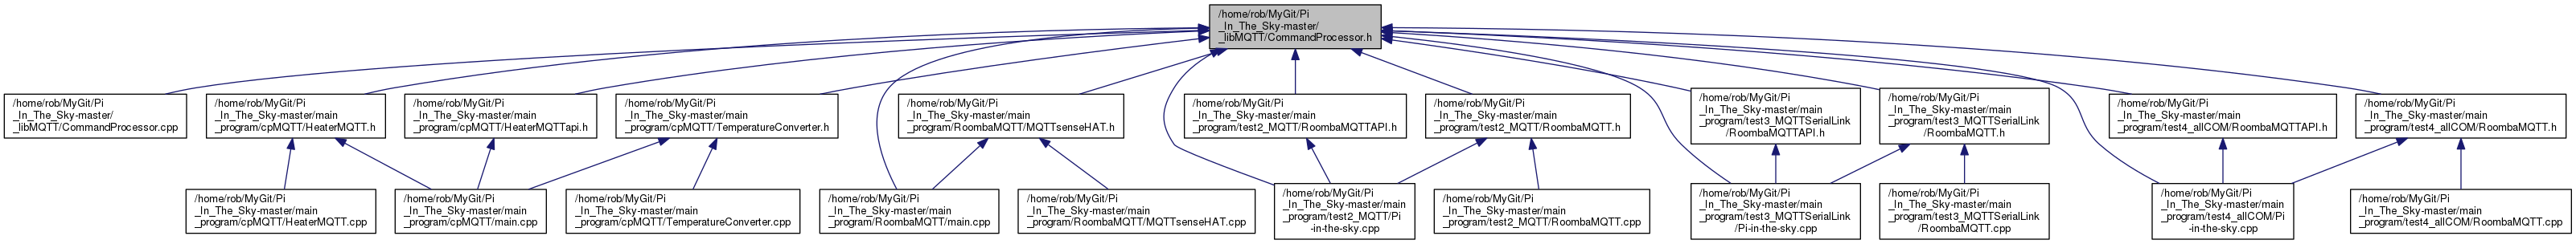 /home/rob/MyGit/Pi
_In_The_Sky-master/
_libMQTT/CommandProcessor.h
/home/rob/MyGit/Pi
_In_The_Sky-master/
_libMQTT/CommandProcessor.cpp
/home/rob/MyGit/Pi
_In_The_Sky-master/main
_program/cpMQTT/HeaterMQTT.h
/home/rob/MyGit/Pi
_In_The_Sky-master/main
_program/cpMQTT/HeaterMQTTapi.h
/home/rob/MyGit/Pi
_In_The_Sky-master/main
_program/cpMQTT/TemperatureConverter.h
/home/rob/MyGit/Pi
_In_The_Sky-master/main
_program/RoombaMQTT/MQTTsenseHAT.h
/home/rob/MyGit/Pi
_In_The_Sky-master/main
_program/test2_MQTT/RoombaMQTTAPI.h
/home/rob/MyGit/Pi
_In_The_Sky-master/main
_program/test2_MQTT/RoombaMQTT.h
/home/rob/MyGit/Pi
_In_The_Sky-master/main
_program/test3_MQTTSerialLink
/RoombaMQTTAPI.h
/home/rob/MyGit/Pi
_In_The_Sky-master/main
_program/test3_MQTTSerialLink
/RoombaMQTT.h
/home/rob/MyGit/Pi
_In_The_Sky-master/main
_program/test4_allCOM/RoombaMQTTAPI.h
/home/rob/MyGit/Pi
_In_The_Sky-master/main
_program/test4_allCOM/RoombaMQTT.h
/home/rob/MyGit/Pi
_In_The_Sky-master/main
_program/cpMQTT/HeaterMQTT.cpp
/home/rob/MyGit/Pi
_In_The_Sky-master/main
_program/cpMQTT/main.cpp
/home/rob/MyGit/Pi
_In_The_Sky-master/main
_program/cpMQTT/TemperatureConverter.cpp
/home/rob/MyGit/Pi
_In_The_Sky-master/main
_program/RoombaMQTT/main.cpp
/home/rob/MyGit/Pi
_In_The_Sky-master/main
_program/RoombaMQTT/MQTTsenseHAT.cpp
/home/rob/MyGit/Pi
_In_The_Sky-master/main
_program/test2_MQTT/Pi
-in-the-sky.cpp
/home/rob/MyGit/Pi
_In_The_Sky-master/main
_program/test2_MQTT/RoombaMQTT.cpp
/home/rob/MyGit/Pi
_In_The_Sky-master/main
_program/test3_MQTTSerialLink
/Pi-in-the-sky.cpp
/home/rob/MyGit/Pi
_In_The_Sky-master/main
_program/test3_MQTTSerialLink
/RoombaMQTT.cpp
/home/rob/MyGit/Pi
_In_The_Sky-master/main
_program/test4_allCOM/Pi
-in-the-sky.cpp
/home/rob/MyGit/Pi
_In_The_Sky-master/main
_program/test4_allCOM/RoombaMQTT.cpp